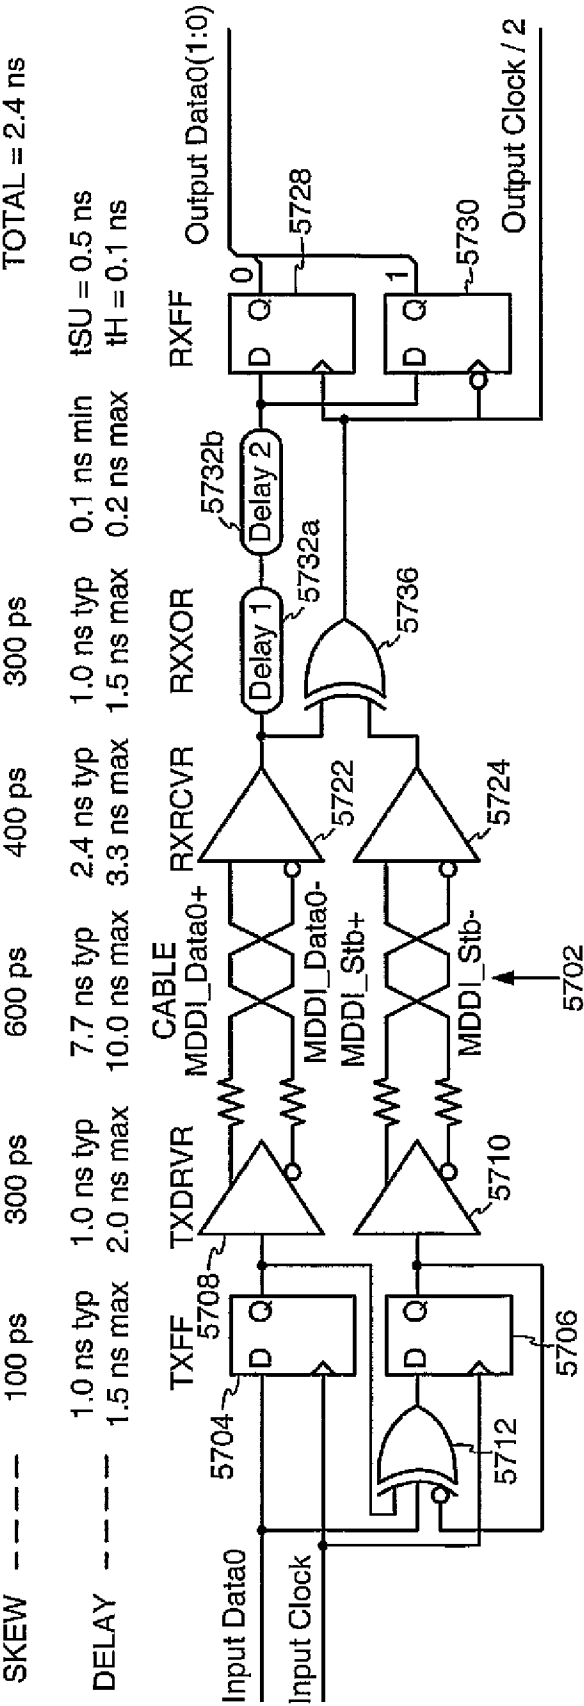 SKEW ---- 100 ps 300 ps 600 ps 400 ps 300 ps TOTAL = 2.4 ns
DELAY ---- 1.0 ns typ 1.0 ns typ 7.7 ns typ 2.4 ns typ 1.0 ns typ 0.1 ns min tSU = 0.5 ns
1.5 ns max 2.0 ns max 10.0 ns max 3.3 ns max 1.5 ns max 0.2 ns max tH = 0.1 ns
CABLE
TXFF TXDRVR MDDI_Data0+ RXRCVR RXXOR RXFF
Output Data0(1:0)
5704
5708
5732b
Input Data0
D Q
Delay 1
Delay 2
D Q
0
5732a
5728
5722
MDDI_Data0-
Input Clock
MDDI_Stb+
D Q
5736
D Q
1
5730
5712
5706
5710
MDDI_Stb-
5724
Output Clock / 2
5702